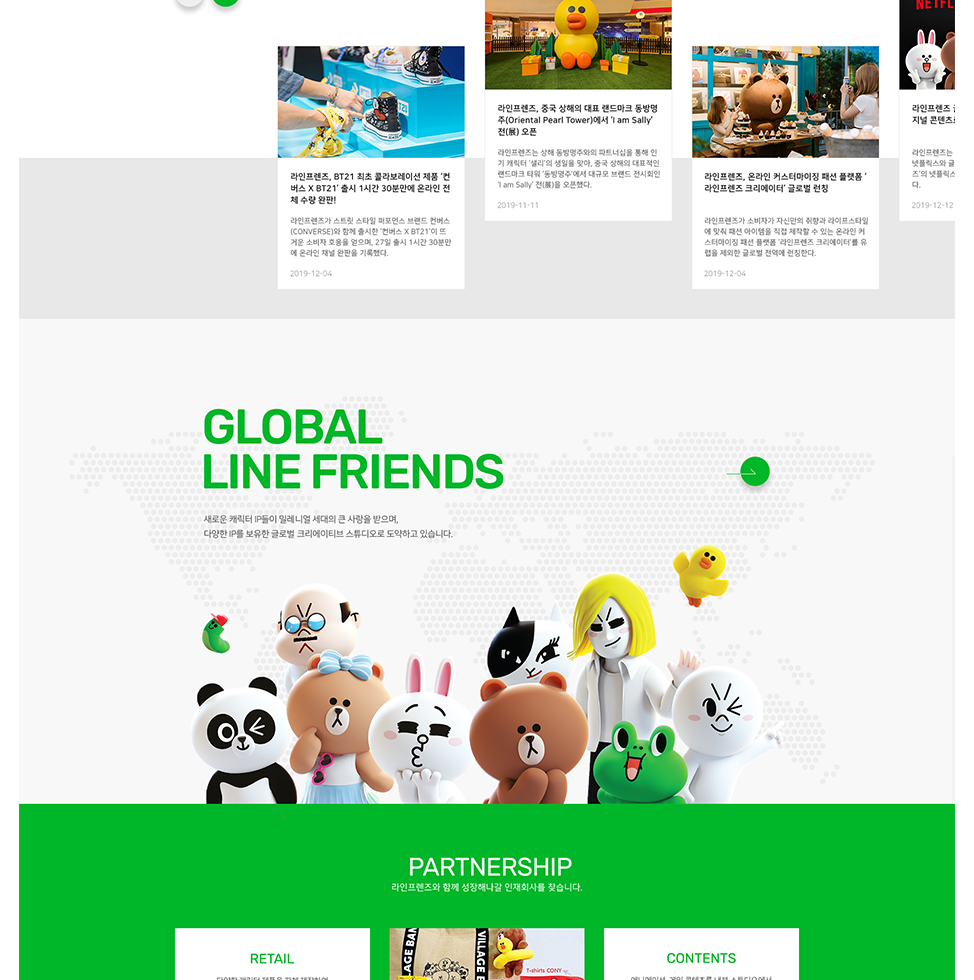 NETFL
라인프렌즈, BT21 최초 콜라보레이션 제품 ‘컨
버스 X BT21’ 출시 1시간 30분만에 온라인 전
체 수량 완판!
라인프렌즈가 스트릿 스타일 퍼포먼스 브랜드 컨버스
(CONVERSE)와 함께 출시한 ‘컨버스 X BT21’이 뜨
거운 소비자 호응을 얻으며, 27일 출시 1시간 30분만
에 온라인 채널 완판을 기록했다.
2019-12-04
라인프렌즈, 중국 상해의 대표 랜드마크 동방명
주(Oriental Pearl Tower)에서 ‘I am Sally’
전(展) 오픈
라인프렌즈는 상해 동방명주와의 파트너십을 통해 인
기 캐릭터 ‘샐리’의 생일을 맞아, 중국 상해의 대표적인
랜드마크 타워 ‘동방명주’에서 대규모 브랜드 전시회인
‘I am Sally’ 전(展)을 오픈했다.
2019-11-11
라인프렌즈, 온라인 커스터마이징 패션 플랫폼 ‘
라인프렌즈 크리에이터’ 글로벌 런칭
라인프렌즈가 소비자가 자신만의 취향과 라이프스타일
에 맞춰 패션 아이템을 직접 제작할 수 있는 온라인 커
스터마이징 패션 플랫폼 ‘라인프렌즈 크리에이터’를 유
럽을 제외한 글로벌 전역에 런칭한다.
2019-12-04
라인프렌즈
지널 콘텐츠
라인프렌즈는
넷플릭스와 글
즈’의 넷플릭스
다.
2019-12-12
GLOBAL
LINE FRIENDS
새로운 캐릭터 IP들이 밀레니얼 세대의 큰 사랑을 받으며,
다양한 IP를 보유한 글로벌 크리에이티브 스튜디오로 도약하고 있습니다.
PARTNERSHIP
라인프렌즈와 함께 성장해나갈 인재회사를 찾습니다.
RETAIL
VILLAGE BAN
T-shirts CONY
CONTENTS